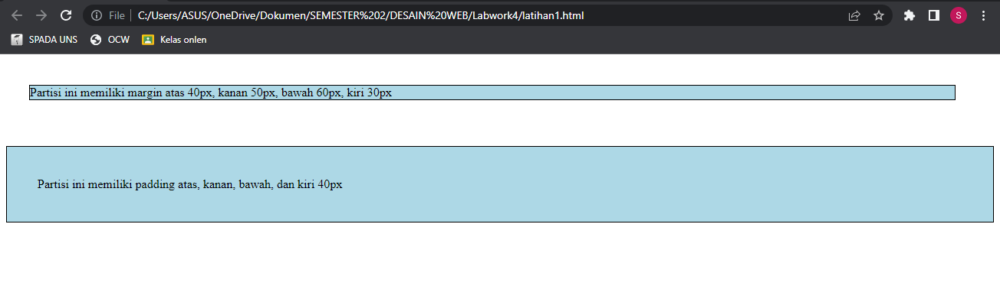 File | C:/Users/ASUS/OneDrive/Dokumen/SEMESTER%202/DESAIN%20WEB/Labwork4/latihan1.html S
SPADA UNS OCW Kelas onlen
Partisi ini memiliki margin atas 40px, kanan 50px, bawah 60px, kiri 30px
Partisi ini memiliki padding atas, kanan, bawah, dan kiri 40px